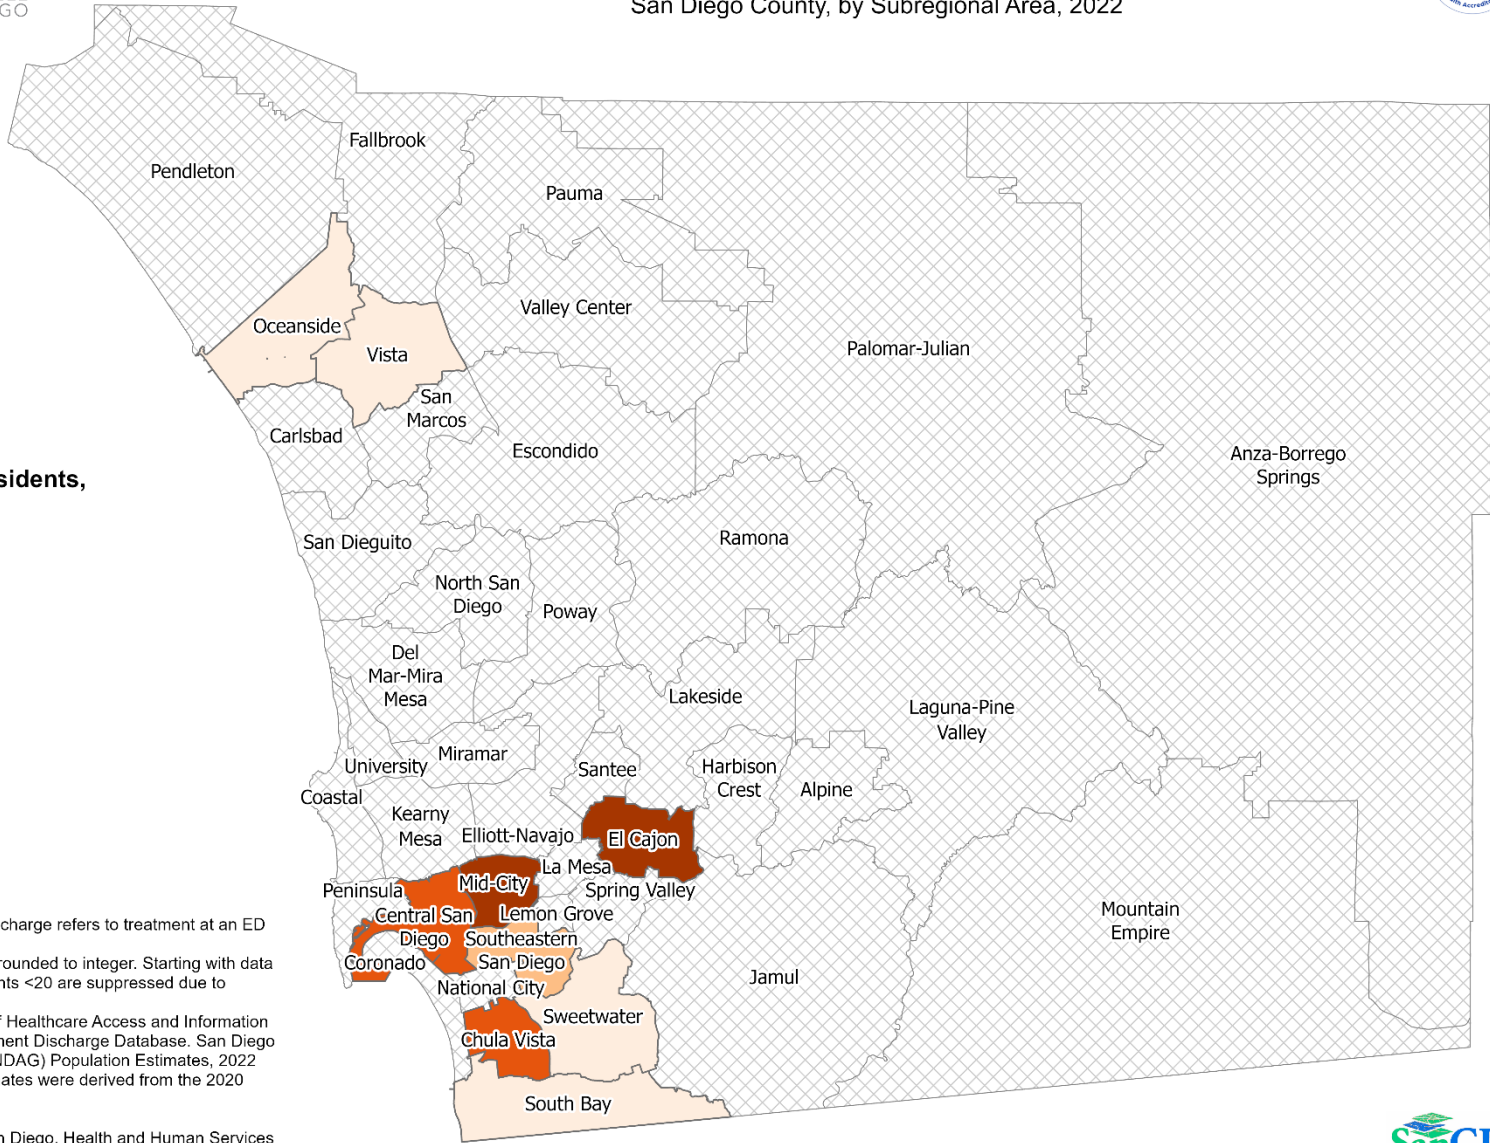 GO
San Diego County, by Subregional Area, 2022
Fallbrook
Pendleton
Pauma
Valley Center
Oceanside
Vista
Palomar-Julian
San
Marcos
Carlsbad
Escondido
Anza-Borrego
Springs
sidents,
San Dieguito
Ramona
North San
Diego
Poway
Del
Mar-Mira
Mesa
Lakeside
Laguna-Pine
Valley
Miramar
University
Santee
Harbison
Crest
Alpine
Coastal
Kearny
Mesa
Elliott-Navajo
El Cajon
La Mesa
Mid-City
Peninsula
Spring Valley
Central San
Diego
Lemon Grove
Mountain
Empire
Southeastern
San Diego
Coronado
Jamul
National City
Sweetwater
Chula Vista
South Bay
charge refers to treatment at an ED
rounded to integer. Starting with data
nts <20 are suppressed due to
f Healthcare Access and Information
nent Discharge Database. San Diego
NDAG) Population Estimates, 2022
ates were derived from the 2020
n Diego, Health and Human Services